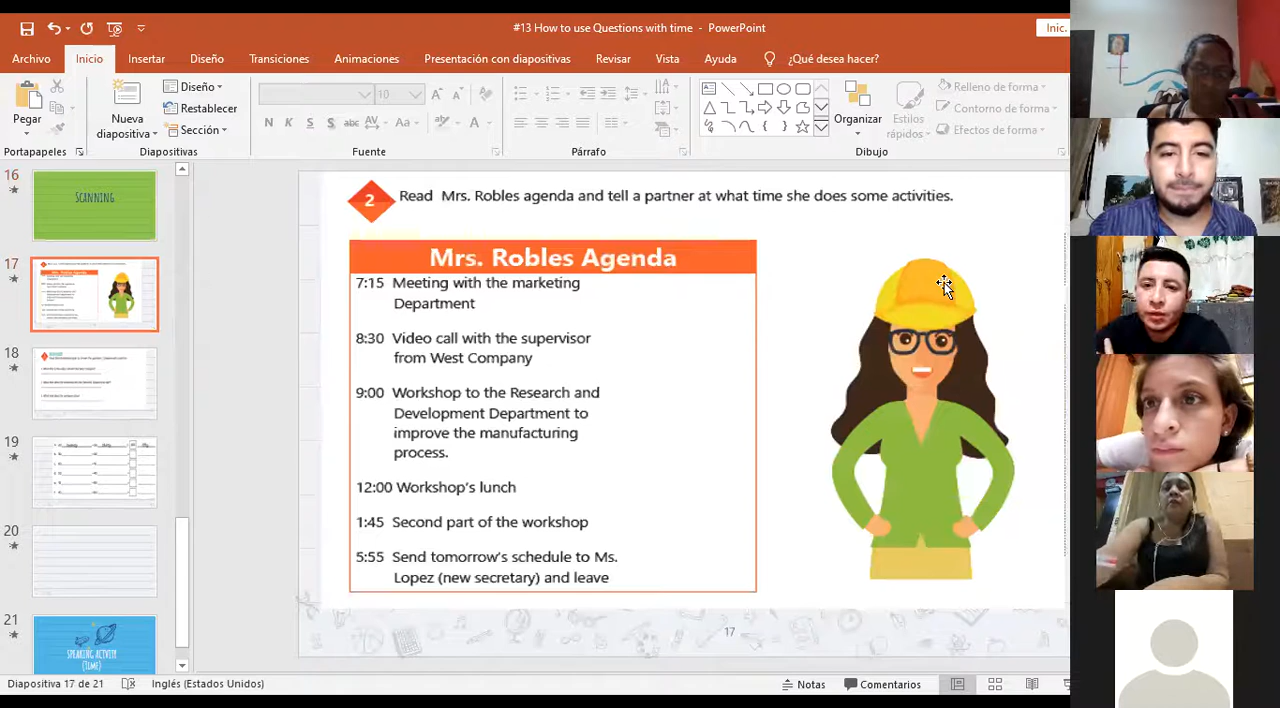 #13 How to use Questions with time - PowerPoint
Inic.
Archivo Inicio Insertar Diseño Transiciones Animaciones Presentación con diapositivas Revisar Vista Ayuda ¿Qué desea hacer?
Pegar
Nueva
diapositiva
Diseño
Restablecer
Sección
10
N K S S abc AV Aa A
Organizar
Estilos
rápidos
Relleno de forma
Contorno de forma
Efectos de forma
Portapapeles Diapositivas Fuente Párrafo Dibujo
16
SCANNING
17
18
19
20
21
SPEAKING ACTIVITY
(TIME)
2
Read Mrs. Robles agenda and tell a partner at what time she does some activities.
Mrs. Robles Agenda
7:15 Meeting with the marketing
Department
8:30 Video call with the supervisor
from West Company
9:00 Workshop to the Research and
Development Department to
improve the manufacturing
process.
12:00 Workshop's lunch
1:45 Second part of the workshop
5:55 Send tomorrow's schedule to Ms.
Lopez (new secretary) and leave
17
Diapositiva 17 de 21 Inglés (Estados Unidos) Notas Comentarios